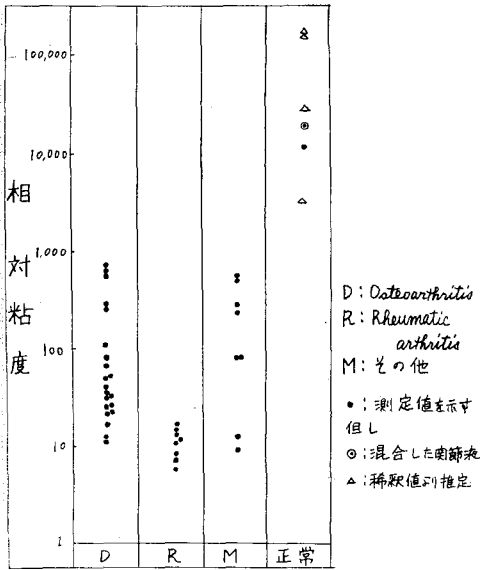 100,000
10,000
1,000
100
10
1
相対粘度
D
R
M
正常
D：Osteoarthritis
R：Rheumatic
arthritis
M：その他
•：測定値を示す
但し
◎：混合した関節液
△：稀釈値より推定